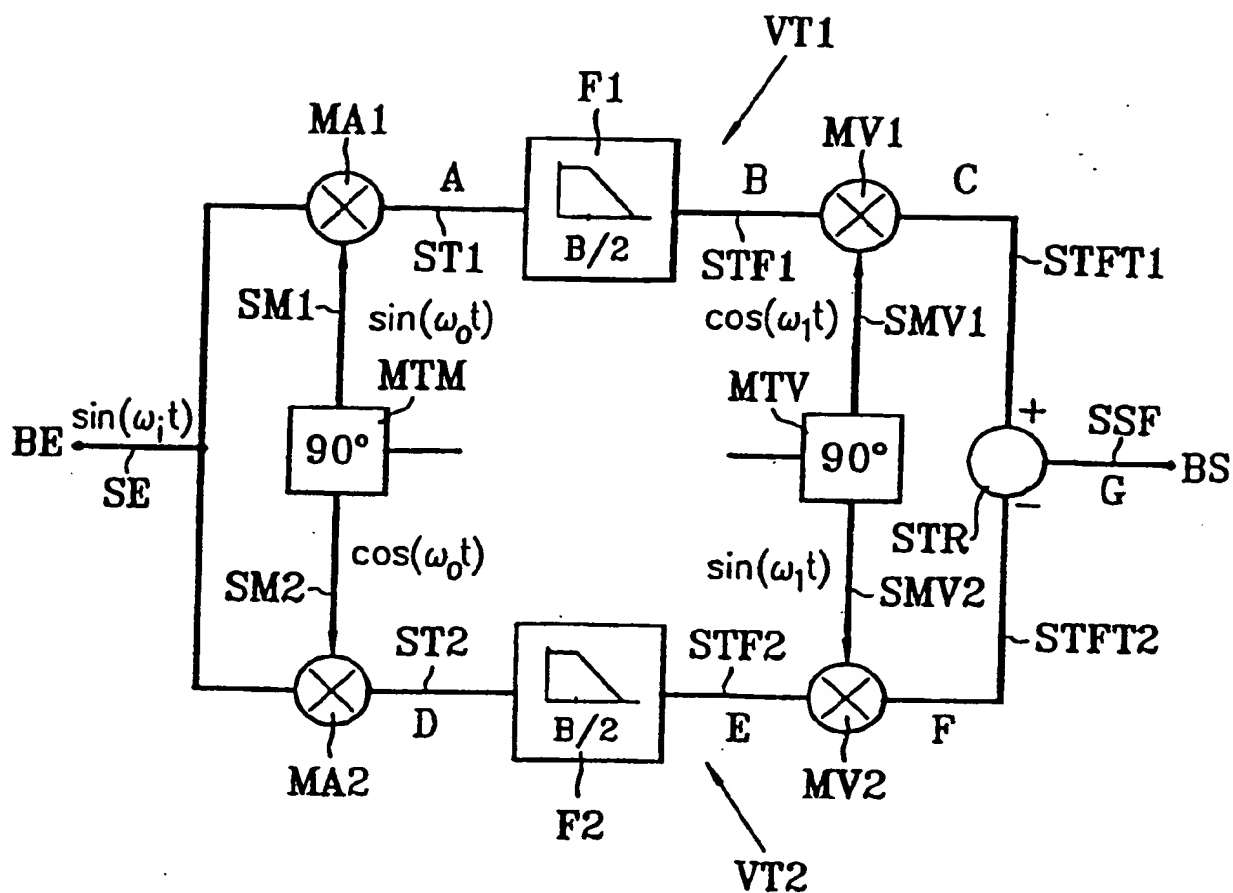 VT1
F1
MA1
MV1
A
B
C
B/2
ST1
STF1
STFT1
SM1
sin(ω₀t)
cos(ω₁t)
SMV1
MTM
MTV
+
BE
sin(ωᵢt)
SE
90°
90°
SSF
G
BS
−
STR
cos(ω₀t)
sin(ω₁t)
SM2
SMV2
ST2
STF2
STFT2
B/2
D
E
F
MA2
MV2
F2
VT2